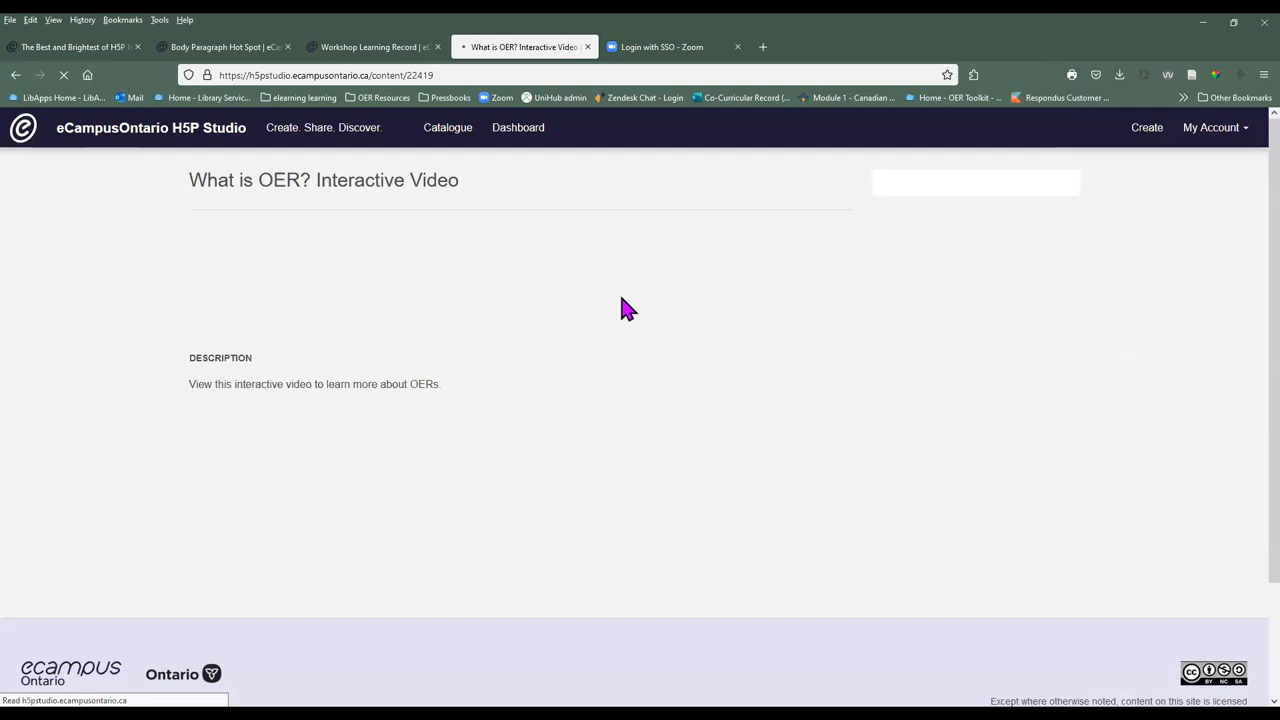 File Edit View History Bookmarks Tools Help
The Best and Brightest of H5P I
Body Paragraph Hot Spot | eCa
Workshop Learning Record | eC
What is OER? Interactive Video |
Login with SSO - Zoom
https://h5pstudio.ecampusontario.ca/content/22419
LibApps Home - LibA... Mail Home - Library Servic... elearning learning OER Resources Pressbooks Zoom UniHub admin Zendesk Chat - Login Co-Curricular Record (... Module 1 - Canadian ... Home - OER Toolkit - ... Respondus Customer ... Other Bookmarks
eCampusOntario H5P Studio Create. Share. Discover. Catalogue Dashboard Create My Account
What is OER? Interactive Video
DESCRIPTION
View this interactive video to learn more about OERs.
ecampus
Ontario
Ontario
cc BY NC SA
Read h5pstudio.ecampusontario.ca
Except where otherwise noted, content on this site is licensed